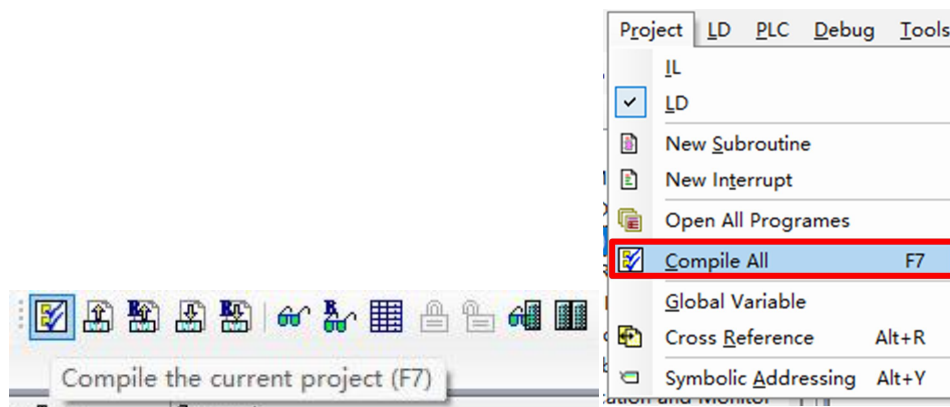 Compile the current project (F7)
Project LD PLC Debug Tools
IL
LD
New Subroutine
New Interrupt
Open All Programes
Compile All F7
Global Variable
Cross Reference Alt+R
Symbolic Addressing Alt+Y